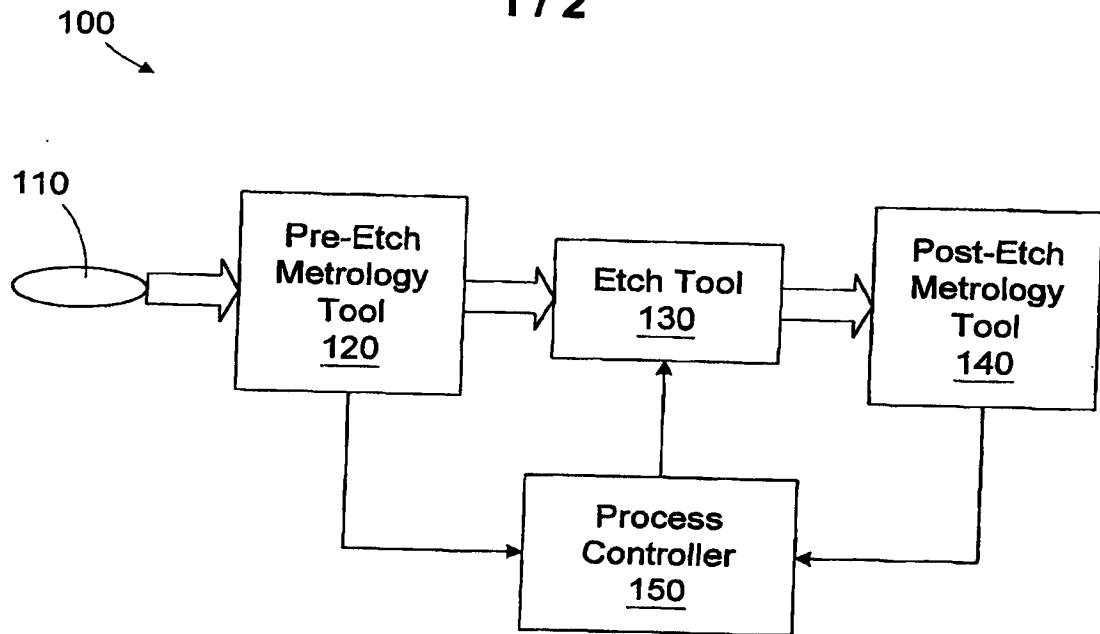 1 / 2
100
110
Pre-Etch
Metrology
Tool
120
Etch Tool
130
Post-Etch
Metrology
Tool
140
Process
Controller
150